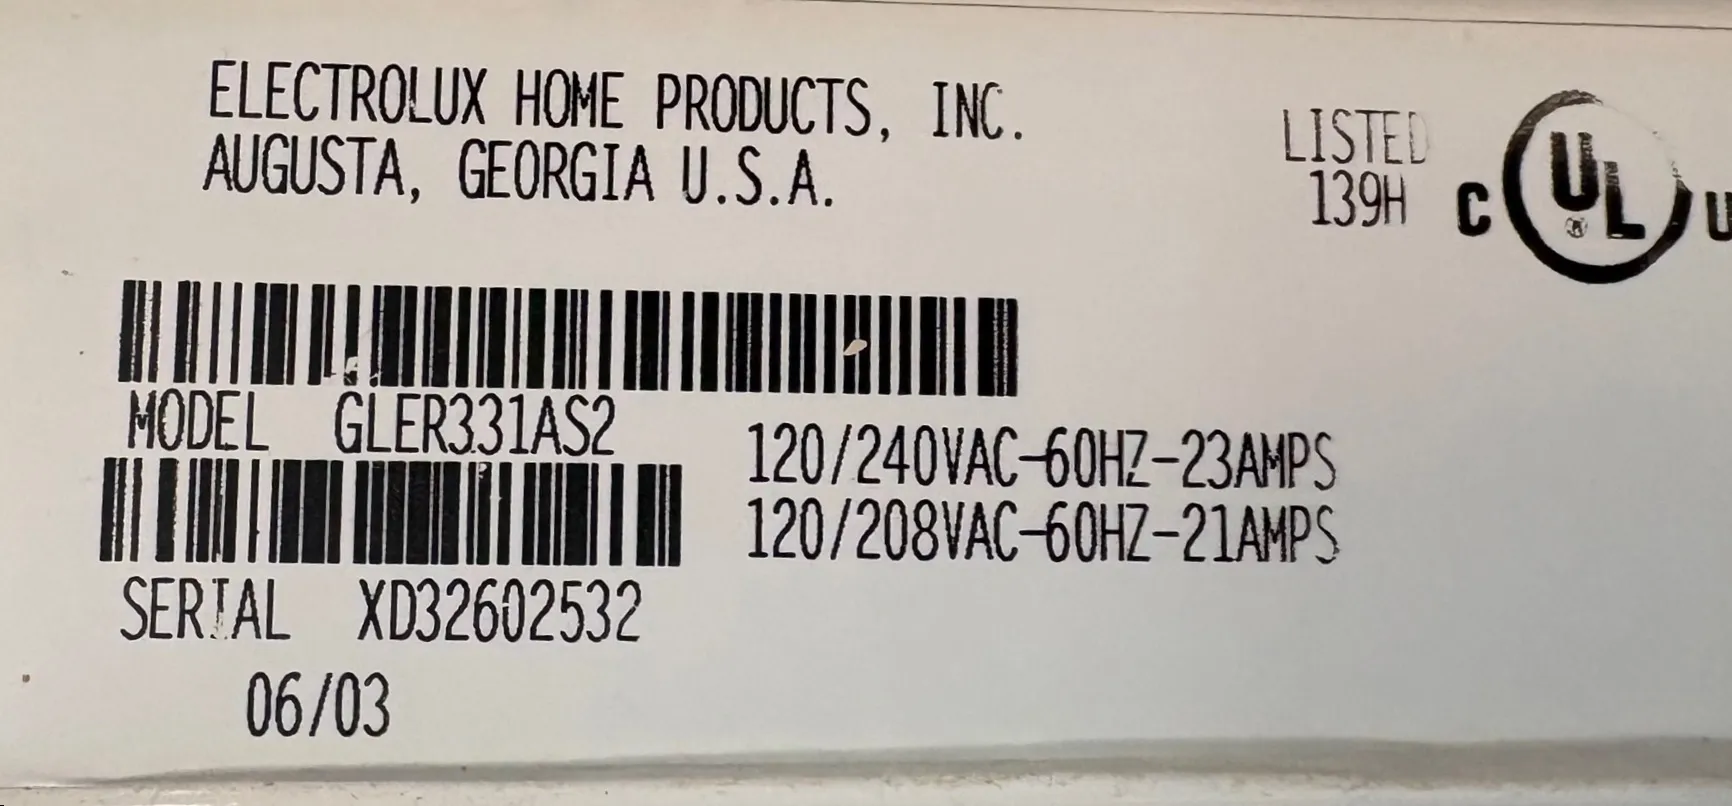 ELECTROLUX HOME PRODUCTS, INC.
AUGUSTA, GEORGIA U.S.A.
LISTED
139H
C UL® U
MODEL GLER331AS2
120/240VAC-60HZ-23AMPS
120/208VAC-60HZ-21AMPS
SERIAL XD32602532
06/03